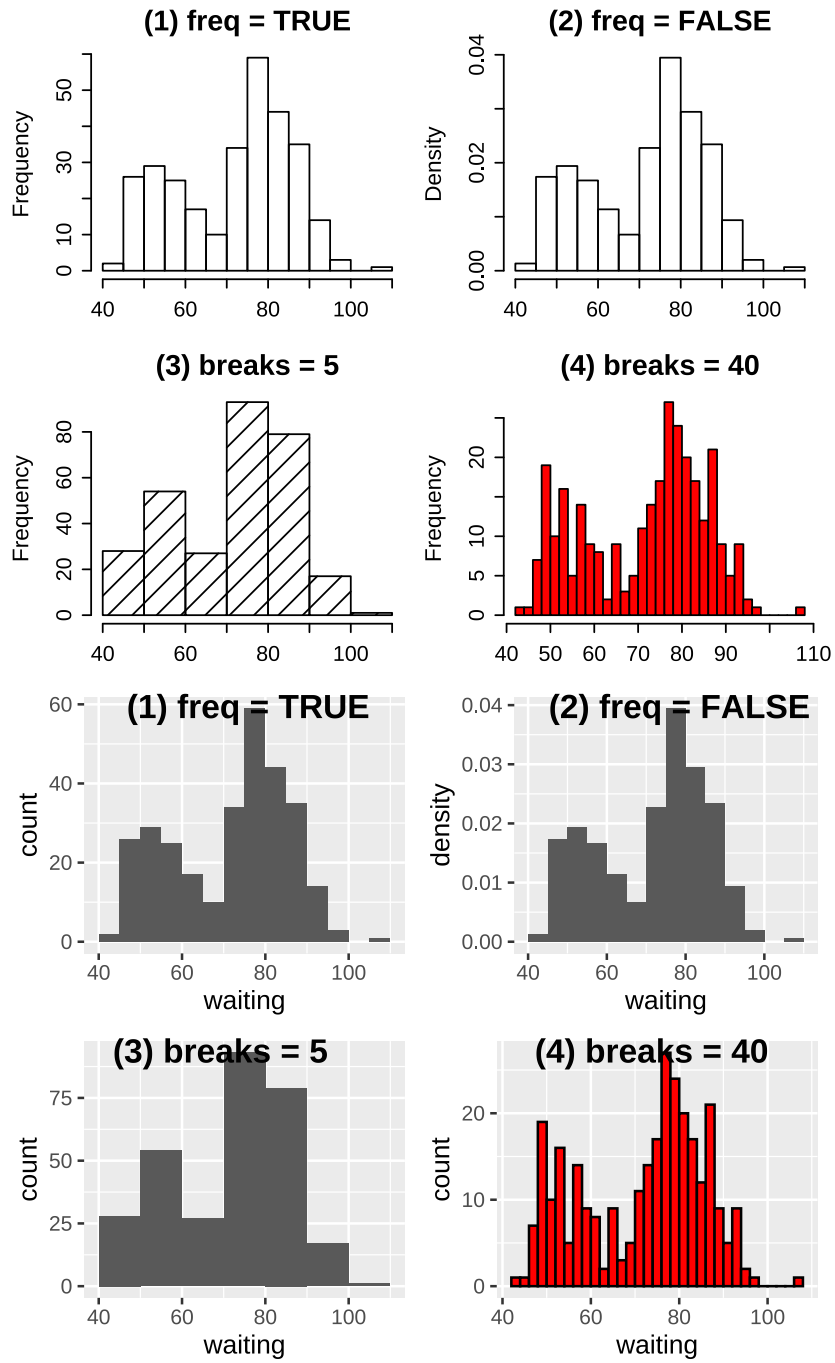 (1) freq = TRUE
Frequency
0 10 30 50
40 60 80 100
(2) freq = FALSE
Density
0.00 0.02 0.04
40 60 80 100
(3) breaks = 5
Frequency
0 20 40 60 80
40 60 80 100
(4) breaks = 40
Frequency
0 5 10 20
40 50 60 70 80 90 110
(1) freq = TRUE
count
60
40
20
0
40 60 80 100
waiting
(2) freq = FALSE
density
0.04
0.03
0.02
0.01
0.00
40 60 80 100
waiting
(3) breaks = 5
count
75
50
25
0
40 60 80 100
waiting
(4) breaks = 40
count
20
10
0
40 60 80 100
waiting